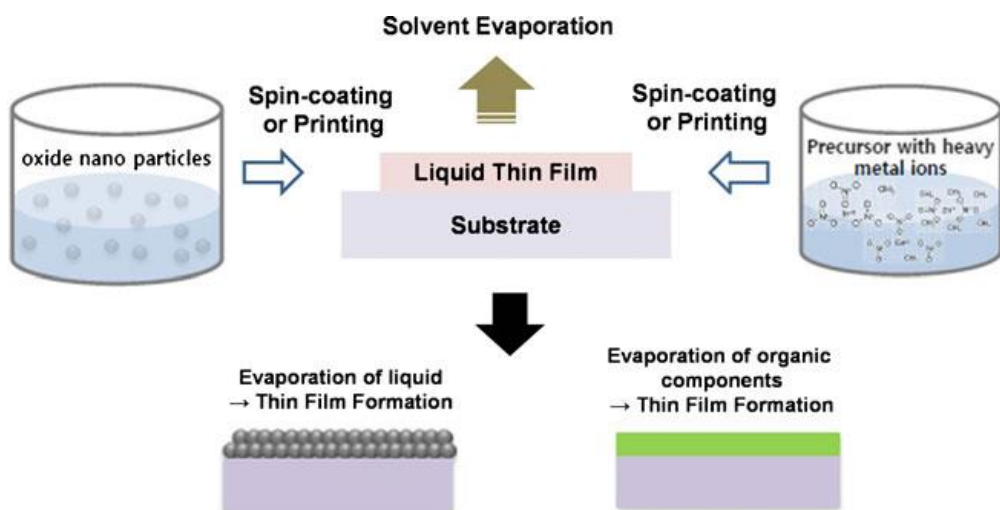 Solvent Evaporation
Spin-coating
or Printing
Spin-coating
or Printing
oxide nano particles
Precursor with heavy
metal ions
Liquid Thin Film
Substrate
Evaporation of liquid
→ Thin Film Formation
Evaporation of organic
components
→ Thin Film Formation